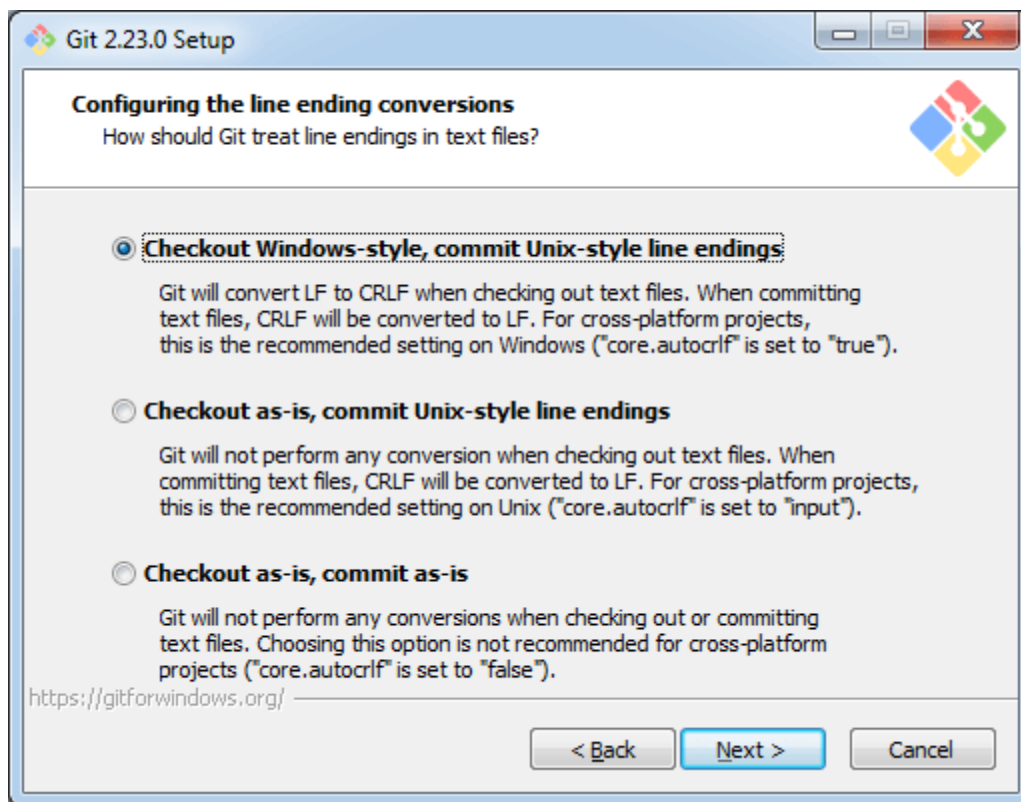 Git 2.23.0 Setup
Configuring the line ending conversions
How should Git treat line endings in text files?
Checkout Windows-style, commit Unix-style line endings
Git will convert LF to CRLF when checking out text files. When committing
text files, CRLF will be converted to LF. For cross-platform projects,
this is the recommended setting on Windows ("core.autocrlf" is set to "true").
Checkout as-is, commit Unix-style line endings
Git will not perform any conversion when checking out text files. When
committing text files, CRLF will be converted to LF. For cross-platform projects,
this is the recommended setting on Unix ("core.autocrlf" is set to "input").
Checkout as-is, commit as-is
Git will not perform any conversions when checking out or committing
text files. Choosing this option is not recommended for cross-platform
projects ("core.autocrlf" is set to "false").
https://gitforwindows.org/
< Back Next > Cancel